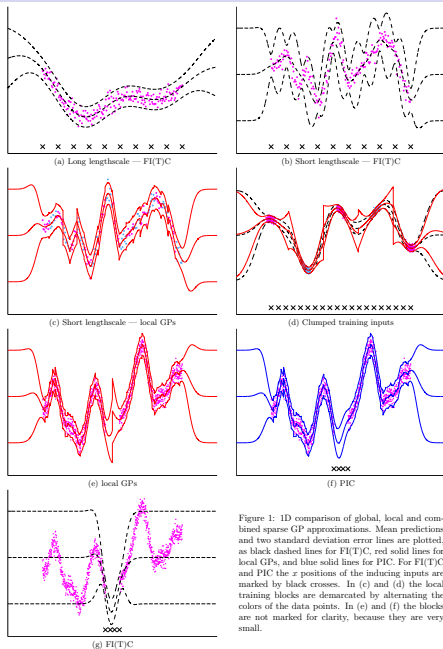 (a) Long lengthscale — FI(T)C
(b) Short lengthscale — FI(T)C
(c) Short lengthscale — local GPs
(d) Clumped training inputs
(e) local GPs
(f) PIC
(g) FI(T)C
Figure 1: 1D comparison of global, local and com-
bined sparse GP approximations. Mean predictions
and two standard deviation error lines are plotted,
as black dashed lines for FI(T)C, red solid lines for
local GPs, and blue solid lines for PIC. For FI(T)C
and PIC the x positions of the inducing inputs are
marked by black crosses. In (c) and (d) the local
training blocks are demarcated by alternating the
colors of the data points. In (e) and (f) the blocks
are not marked for clarity, because they are very
small.